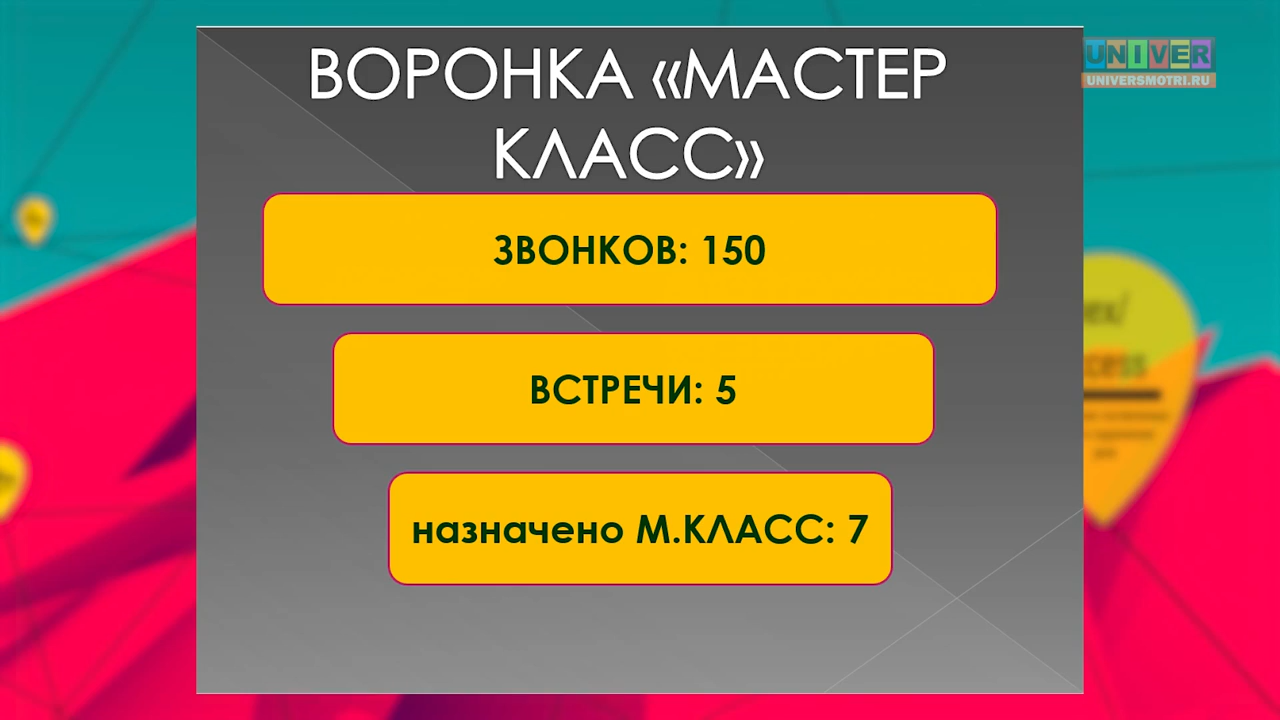 ВОРОНКА «МАСТЕР
КЛАСС»
UNIVER
UNIVERSMOTRI.RU
ЗВОНКОВ: 150
ВСТРЕЧИ: 5
назначено М.КЛАСС: 7